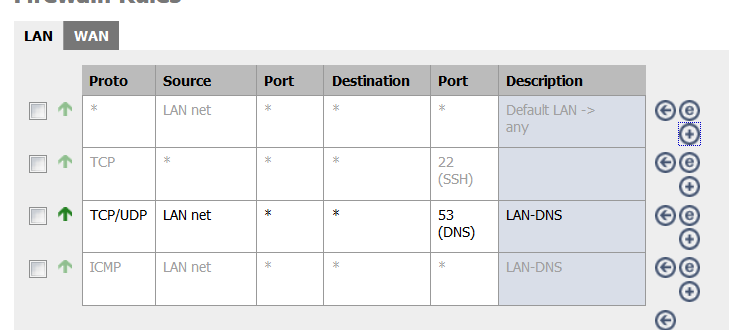 LAN WAN
Proto Source Port Destination Port Description
* LAN net * * * Default LAN ->
any
TCP * * * 22
(SSH)
TCP/UDP LAN net * * 53 LAN-DNS
(DNS)
ICMP LAN net * * * LAN-DNS